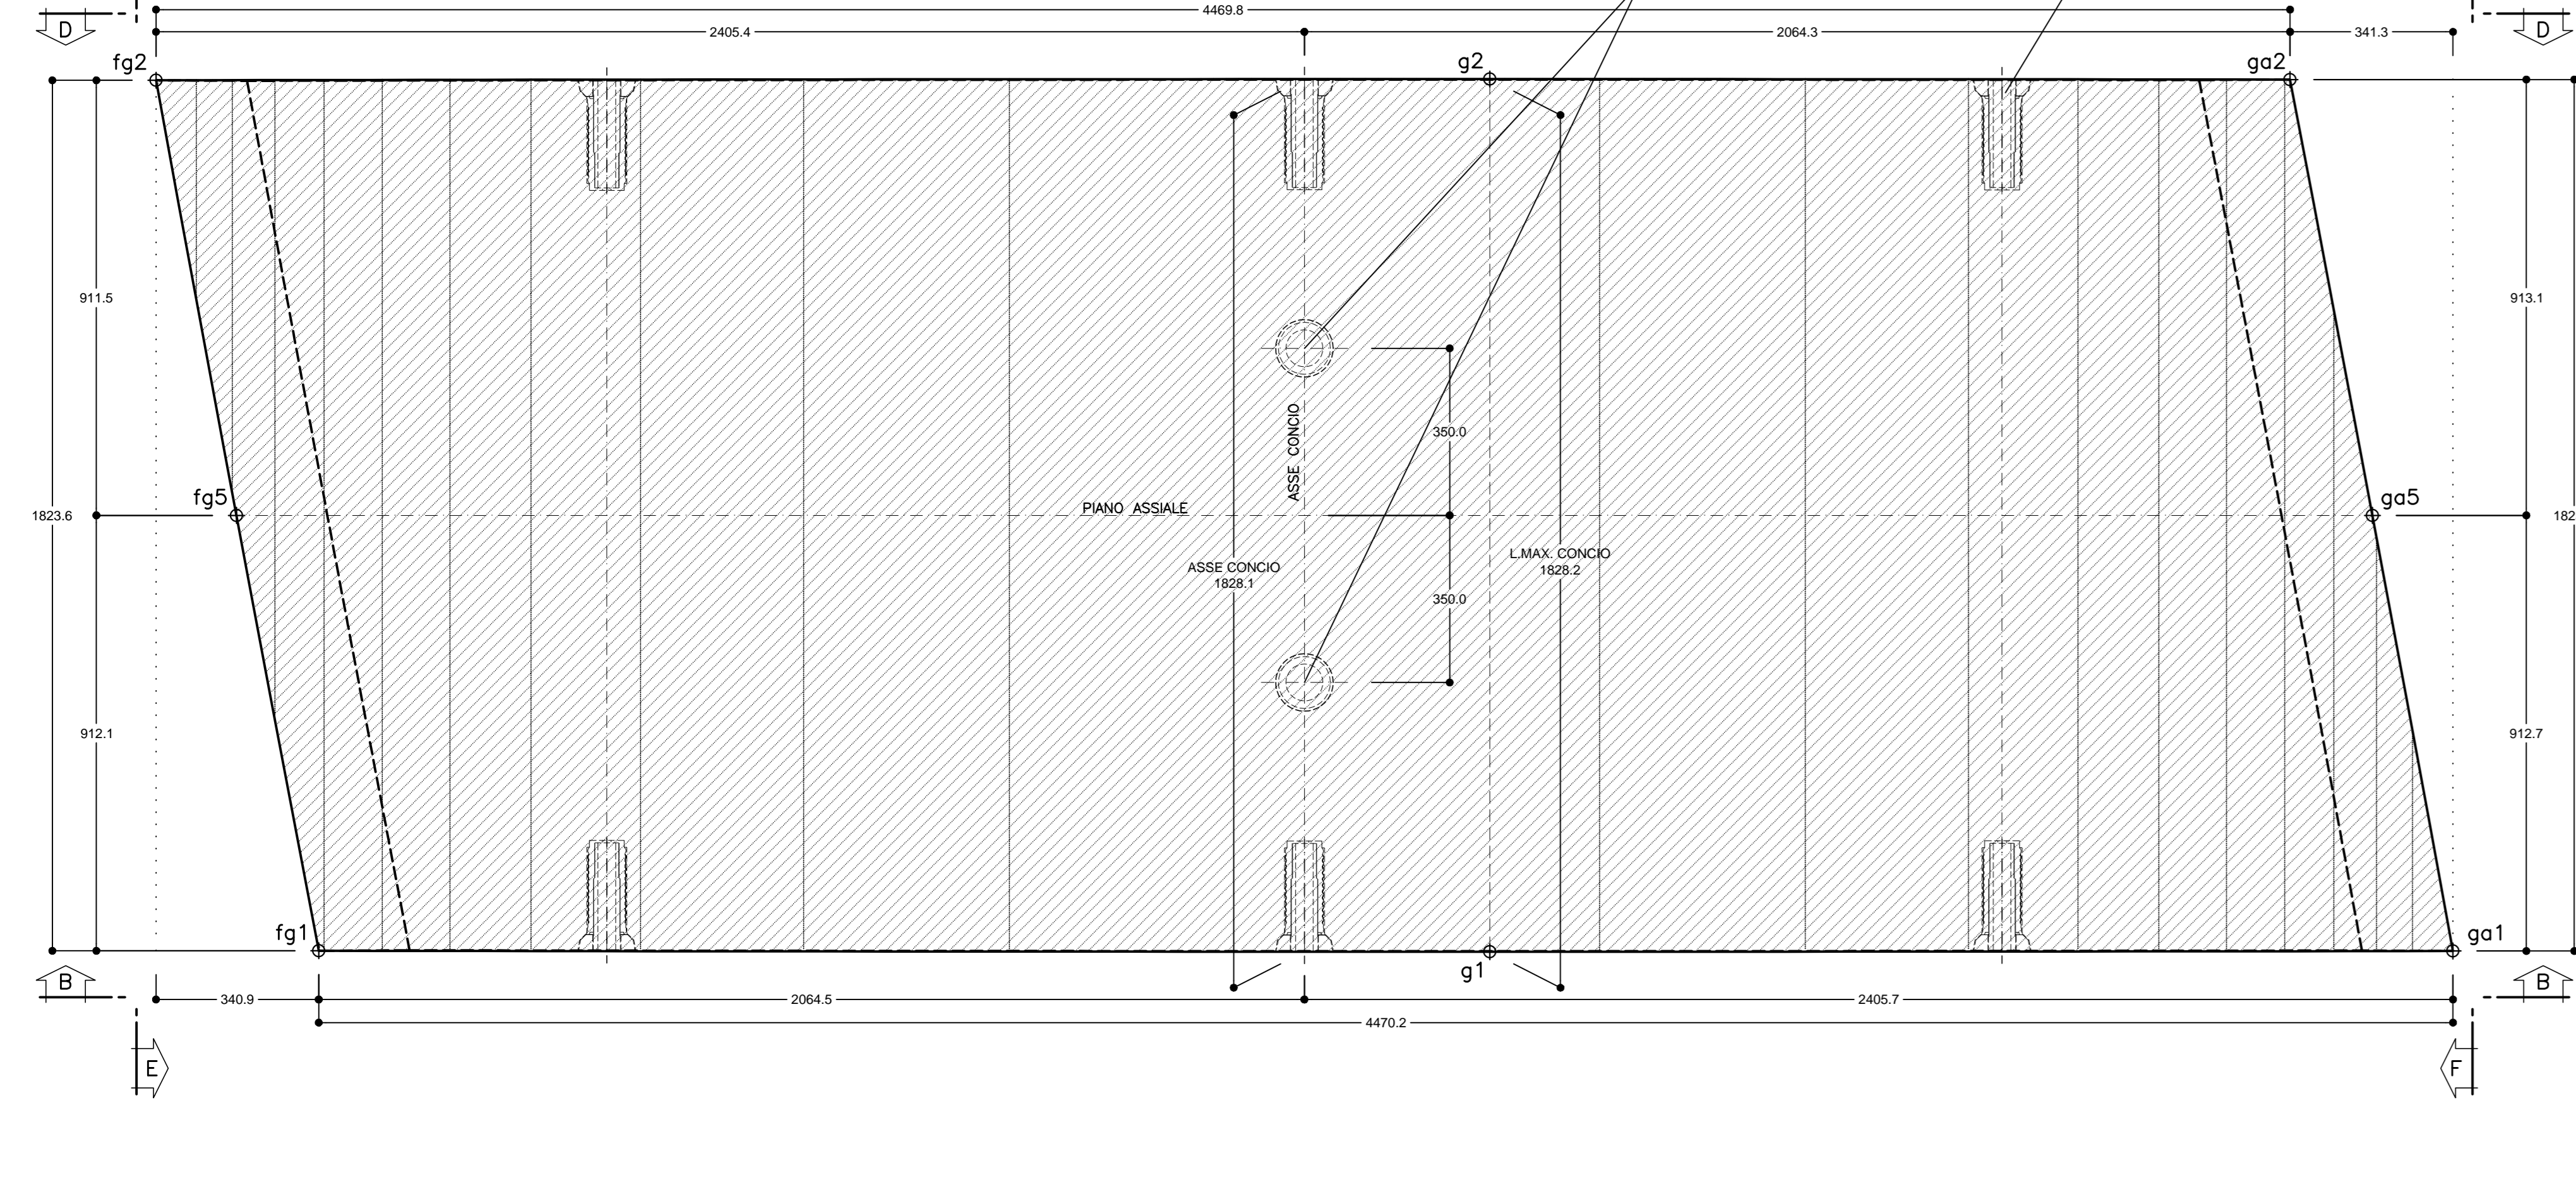 4469.8
D
2405.4
2064.3
341.3
D
fg2
g2
ga2
911.5
913.1
ASSE CONCIO
350.0
fg5
ga5
PIANO ASSIALE
1823.6
182
L.MAX. CONCIO
1828.2
ASSE CONCIO
1828.1
350.0
912.1
912.7
fg1
ga1
g1
B
B
340.9
2064.5
2405.7
4470.2
E
F